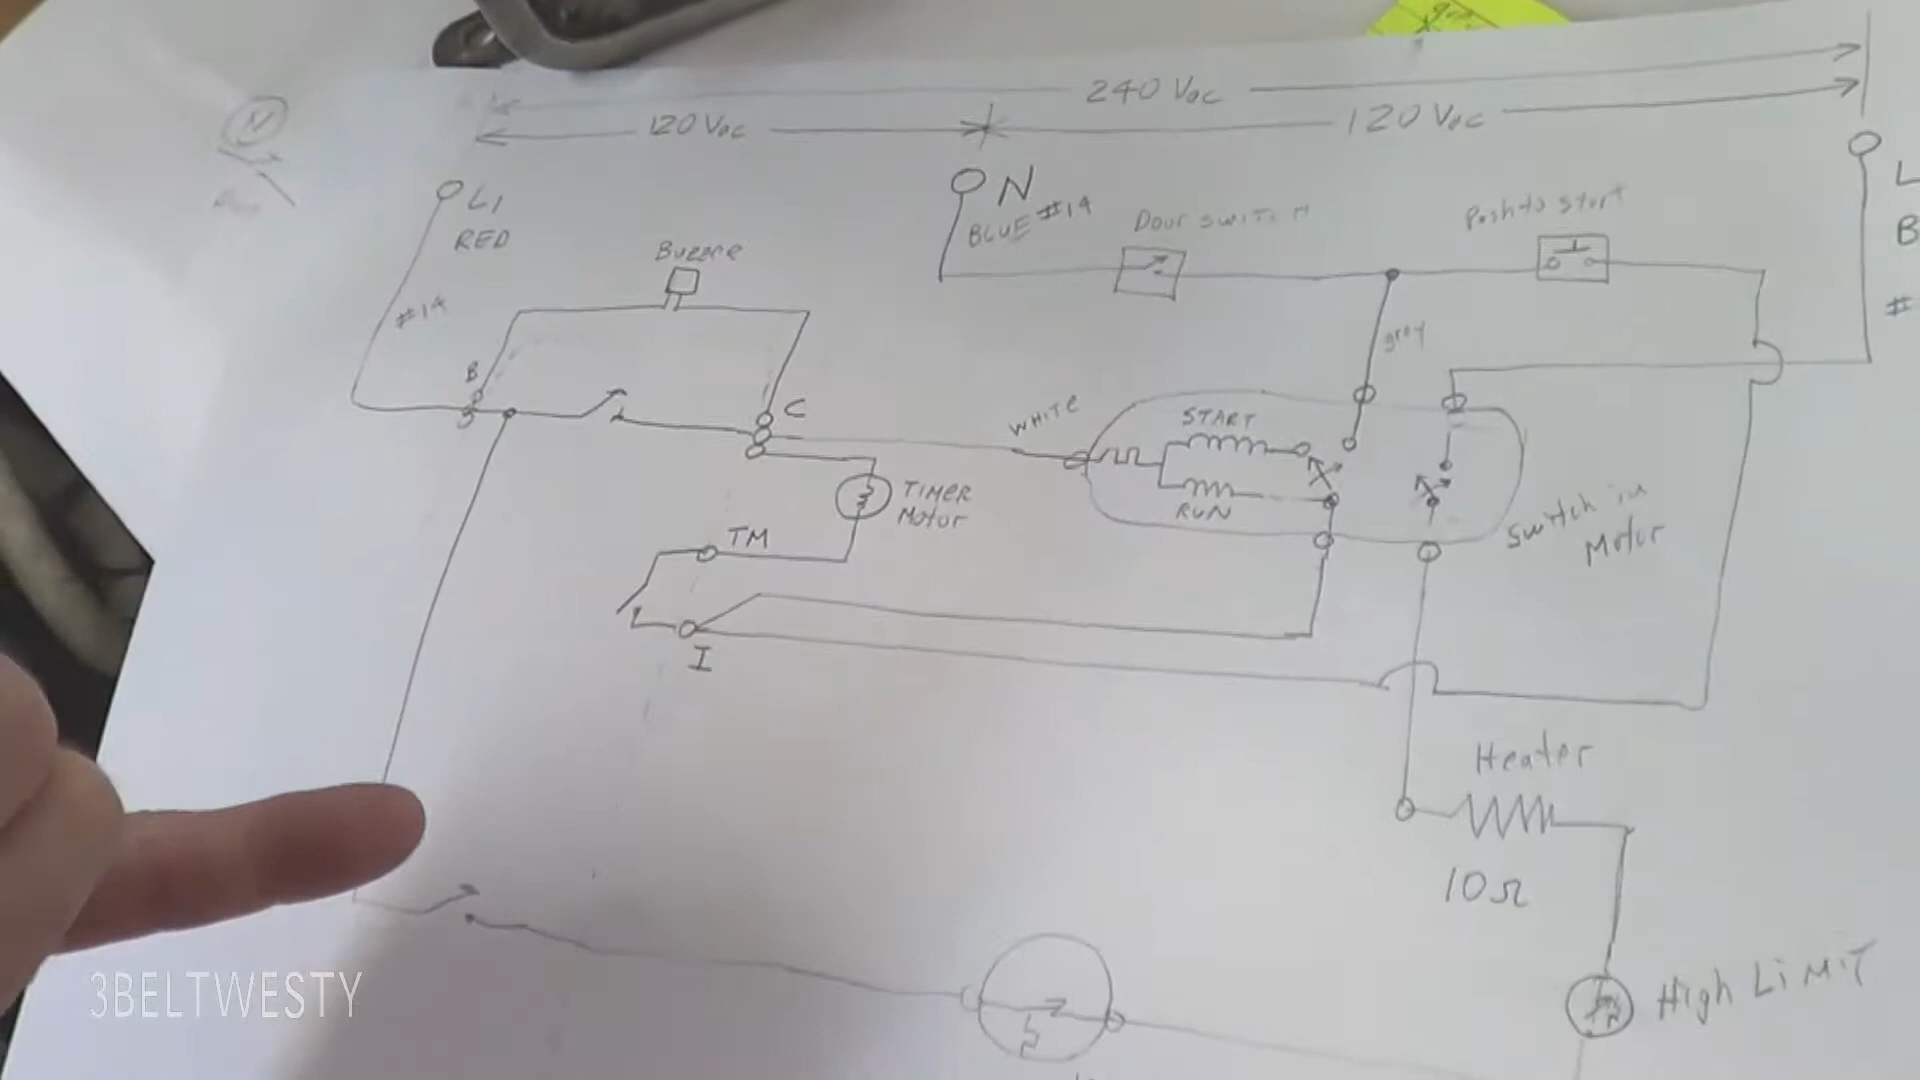 240 Vac
120 Vac
120 Vac
N
L1
RED
#14
N
BLUE #14
Door switch
Push to start
L
B
#
Buzzre
B
C
WHITE
gray
START
RUN
TIMER
Motor
TM
I
Switch in
Motor
Heater
10Ω
High LiMiT
3BELTWESTY